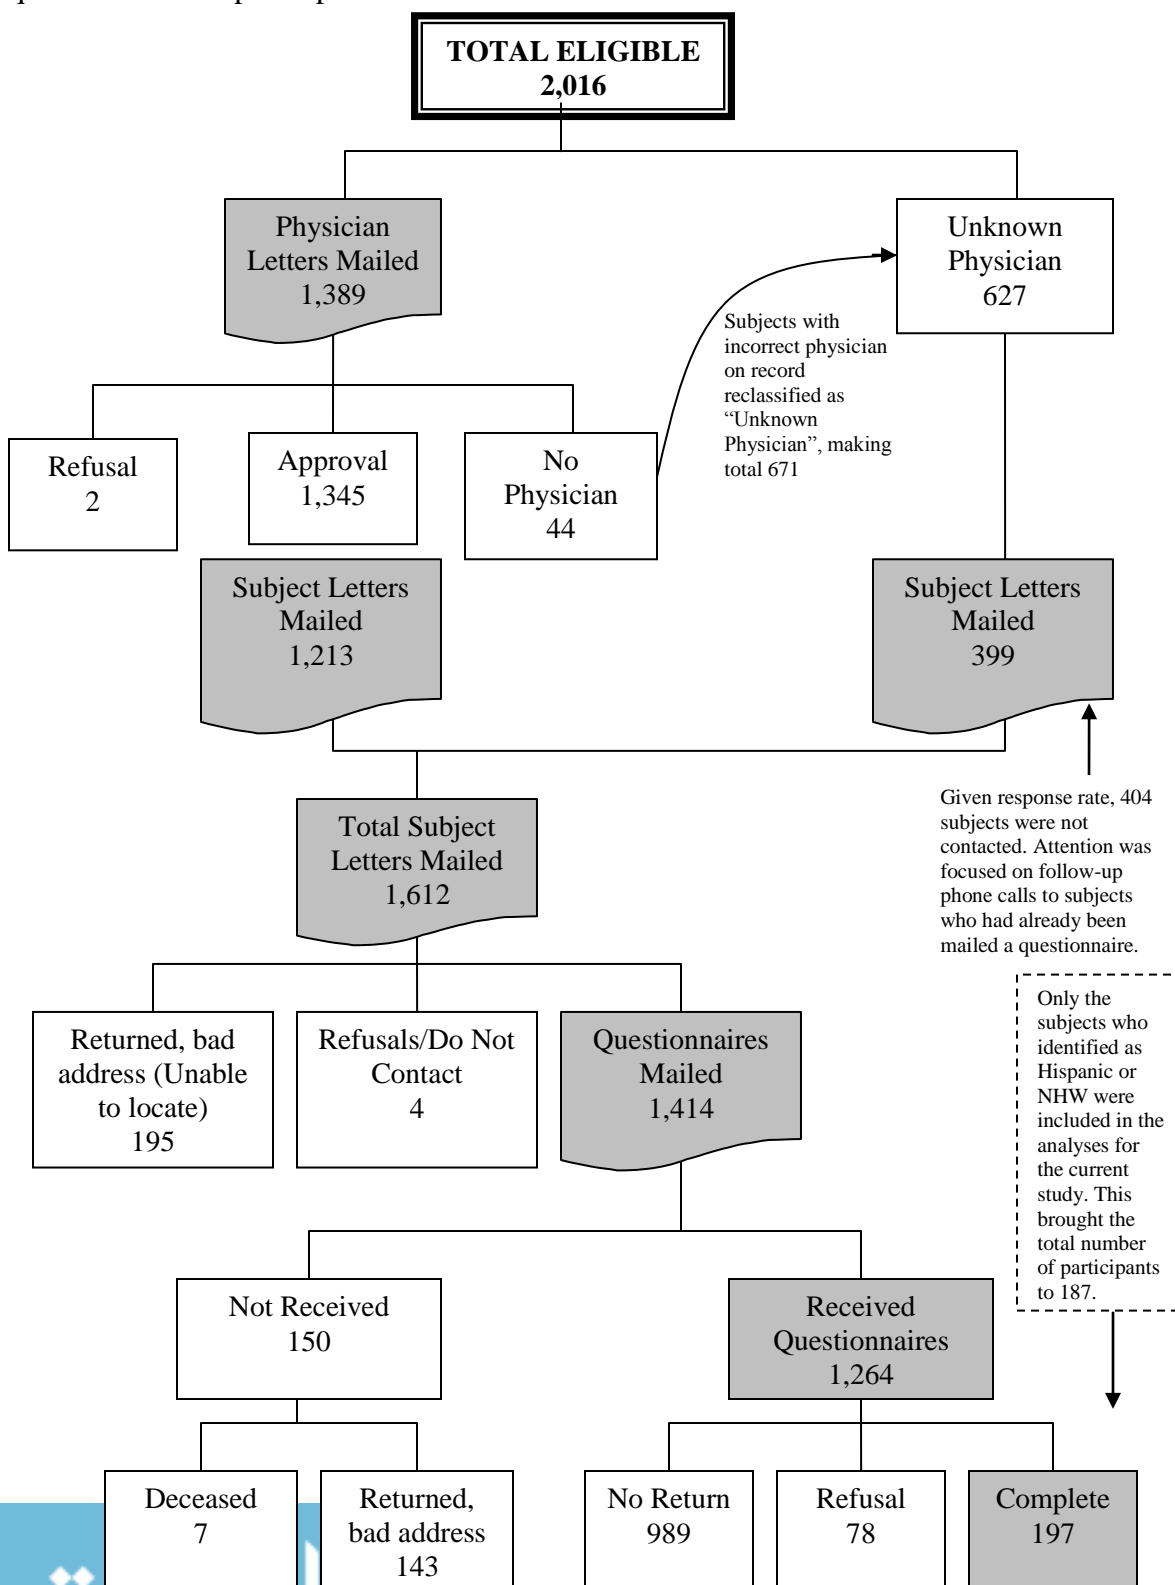 TOTAL ELIGIBLE
2,016
Physician
Letters Mailed
1,389
Unknown
Physician
627
Subjects with
incorrect physician
on record
reclassified as
“Unknown
Physician”, making
total 671
Refusal
2
Approval
1,345
No
Physician
44
Subject Letters
Mailed
1,213
Subject Letters
Mailed
399
Given response rate, 404
subjects were not
contacted. Attention was
focused on follow-up
phone calls to subjects
who had already been
mailed a questionnaire.
Total Subject
Letters Mailed
1,612
Returned, bad
address (Unable
to locate)
195
Refusals/Do Not
Contact
4
Questionnaires
Mailed
1,414
Only the
subjects who
identified as
Hispanic or
NHW were
included in the
analyses for
the current
study. This
brought the
total number
of participants
to 187.
Not Received
150
Received
Questionnaires
1,264
Deceased
7
Returned,
bad address
143
No Return
989
Refusal
78
Complete
197